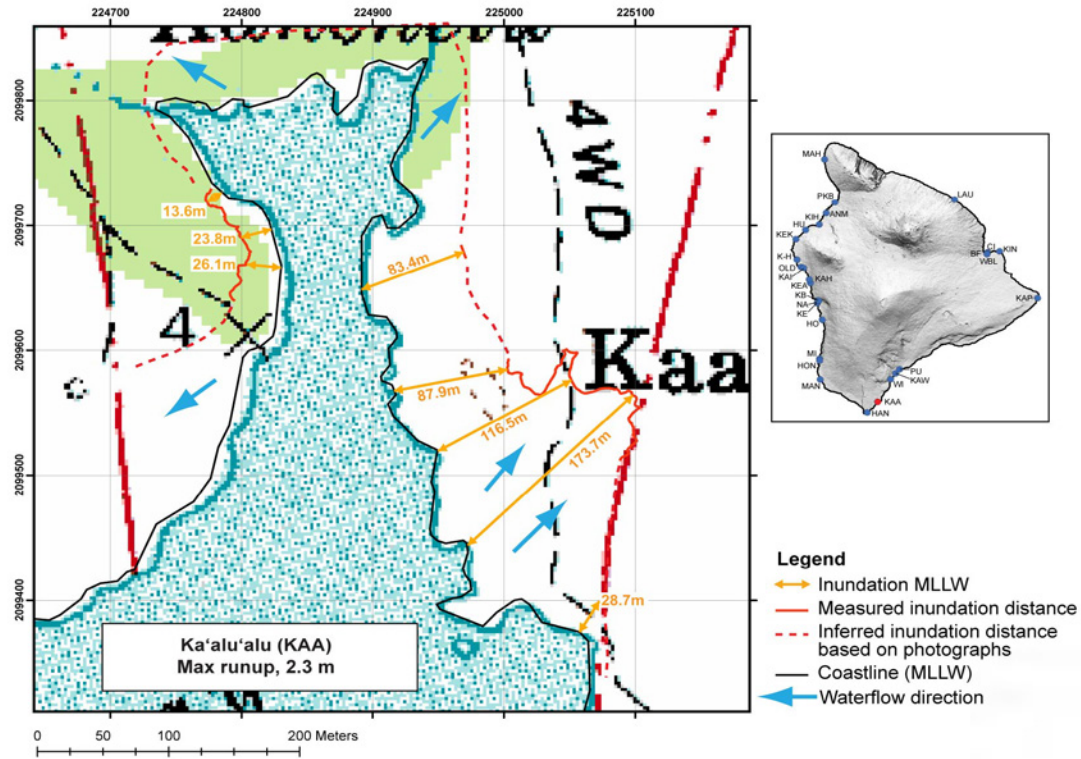 224700
224800
224900
225000
225100
2099800
2099700
2099600
2099500
2099400
13.6m
23.8m
26.1m
83.4m
87.9m
116.5m
173.7m
28.7m
4WD
4
Kaa
Ka‘alu‘alu (KAA)
Max runup, 2.3 m
0 50 100 200 Meters
MAH
PKB
LAU
ANM
KIH
HU
KEK
CI
KIN
BF
WBL
K-H
OLD
KAI
KAH
KEA
KB
NA
KAP
KE
HO
MI
HON
PU
KAW
MAN
WI
KAA
HAN
Legend
Inundation MLLW
Measured inundation distance
Inferred inundation distance
based on photographs
Coastline (MLLW)
Waterflow direction